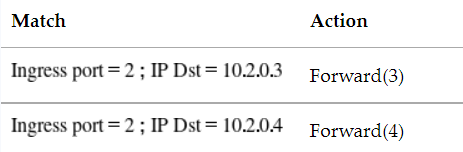 Match Action
Ingress port = 2 ; IP Dst = 10.2.0.3 Forward(3)
Ingress port = 2 ; IP Dst = 10.2.0.4 Forward(4)